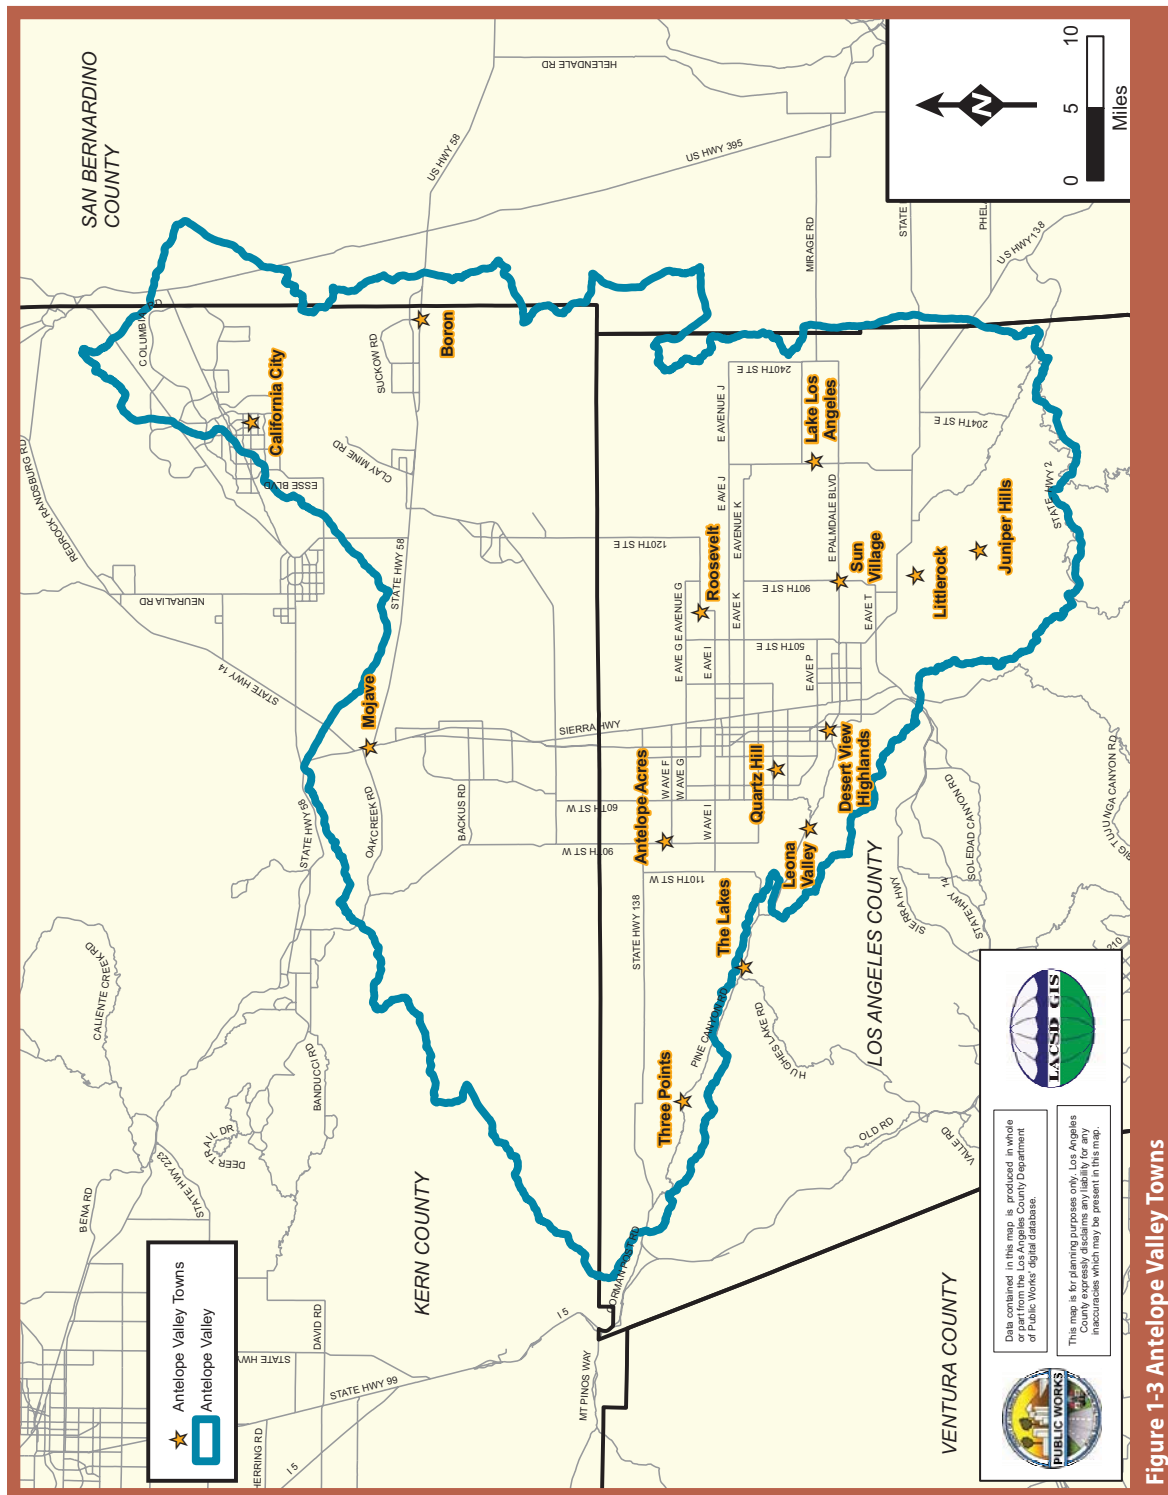 SAN BERNARDINO
COUNTY
KERN COUNTY
LOS ANGELES COUNTY
VENTURA COUNTY
California City
Boron
Mojave
Lake Los
Angeles
Roosevelt
Sun
Village
Littlerock
Juniper Hills
Antelope Acres
Quartz Hill
Desert View
Highlands
Leona
Valley
The Lakes
Three Points
HELENDALE RD
US HWY 58
US HWY 395
MIRAGE RD
STATE
PHEL
US HWY138
COLUMBIA RD
SUCKOW RD
CLAY MINE RD
ESSE BLVD
REDROCK RANDSBURG RD
NEURALIA RD
STATE HWY 14
STATE HWY 58
120TH ST E
240TH ST E
204TH ST E
STATE HWY 2
E AVENUE J
E AVE J
E AVENUE K
E AVE K
E PALMDALE BLVD
90TH ST E
E AVE T
E AVENUE G
E AVE G
E AVE I
50TH ST E
E AVE P
SIERRA HWY
W AVE F
W AVE G
W AVE I
60TH ST W
90TH ST W
110TH ST W
STATE HWY 138
BACKUS RD
OAK CREEK RD
STATE HWY 58
CALIENTE CREEK RD
BANDUCCI RD
DEER TRAIL DR
STATE HWY 223
BENA RD
DAVID RD
STATE HWY
STATE HWY 99
HERRING RD
I 5
I 5
MT PINOS WAY
GORMAN POST RD
PINE CANYON RD
HUGHES LAKE RD
OLD RD
VALLE RD
SIERRA HWY
STATE HWY 14
SOLEDAD CANYON RD
BIG TUJUNGA CANYON RD
210
N
0 5 10
Miles
Antelope Valley Towns
Antelope Valley
PUBLIC WORKS
LACSD GIS
Data contained in this map is produced in whole
or part from the Los Angeles County Department
of Public Works' digital database.
This map is for planning purposes only. Los Angeles
County expressly disclaims any liability for any
inaccuracies which may be present in this map.
Figure 1-3 Antelope Valley Towns